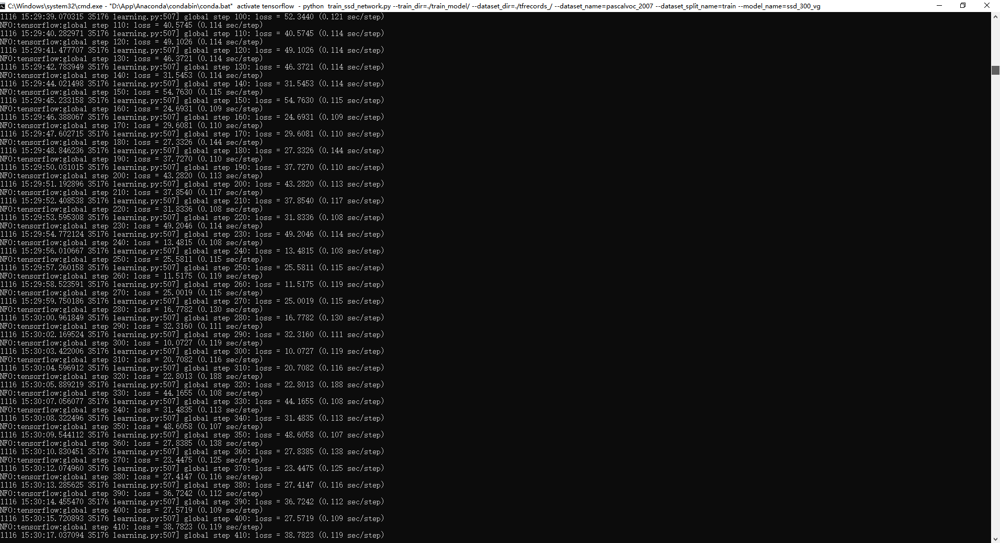 C:\Windows\system32\cmd.exe - "D:\App\Anaconda\condabin\conda.bat" activate tensorflow - python train_ssd_network.py --train_dir=./train_model/ --dataset_dir=./tfrecords_/ --dataset_name=pascalvoc_2007 --dataset_split_name=train --model_name=ssd_300_vg
1116 15:29:39.070315 35176 learning.py:507] global step 100: loss = 52.3440 (0.121 sec/step)
NFO:tensorflow:global step 110: loss = 40.5745 (0.114 sec/step)
1116 15:29:40.282971 35176 learning.py:507] global step 110: loss = 40.5745 (0.114 sec/step)
NFO:tensorflow:global step 120: loss = 49.1026 (0.114 sec/step)
1116 15:29:41.477707 35176 learning.py:507] global step 120: loss = 49.1026 (0.114 sec/step)
NFO:tensorflow:global step 130: loss = 46.3721 (0.114 sec/step)
1116 15:29:42.783949 35176 learning.py:507] global step 130: loss = 46.3721 (0.114 sec/step)
NFO:tensorflow:global step 140: loss = 31.5453 (0.114 sec/step)
1116 15:29:44.021498 35176 learning.py:507] global step 140: loss = 31.5453 (0.114 sec/step)
NFO:tensorflow:global step 150: loss = 54.7630 (0.115 sec/step)
1116 15:29:45.233158 35176 learning.py:507] global step 150: loss = 54.7630 (0.115 sec/step)
NFO:tensorflow:global step 160: loss = 24.6931 (0.109 sec/step)
1116 15:29:46.388067 35176 learning.py:507] global step 160: loss = 24.6931 (0.109 sec/step)
NFO:tensorflow:global step 170: loss = 29.6081 (0.110 sec/step)
1116 15:29:47.602715 35176 learning.py:507] global step 170: loss = 29.6081 (0.110 sec/step)
NFO:tensorflow:global step 180: loss = 27.3326 (0.144 sec/step)
1116 15:29:48.846236 35176 learning.py:507] global step 180: loss = 27.3326 (0.144 sec/step)
NFO:tensorflow:global step 190: loss = 37.7270 (0.110 sec/step)
1116 15:29:50.031015 35176 learning.py:507] global step 190: loss = 37.7270 (0.110 sec/step)
NFO:tensorflow:global step 200: loss = 43.2820 (0.113 sec/step)
1116 15:29:51.192896 35176 learning.py:507] global step 200: loss = 43.2820 (0.113 sec/step)
NFO:tensorflow:global step 210: loss = 37.8540 (0.117 sec/step)
1116 15:29:52.408538 35176 learning.py:507] global step 210: loss = 37.8540 (0.117 sec/step)
NFO:tensorflow:global step 220: loss = 31.8336 (0.108 sec/step)
1116 15:29:53.595308 35176 learning.py:507] global step 220: loss = 31.8336 (0.108 sec/step)
NFO:tensorflow:global step 230: loss = 49.2046 (0.114 sec/step)
1116 15:29:54.772124 35176 learning.py:507] global step 230: loss = 49.2046 (0.114 sec/step)
NFO:tensorflow:global step 240: loss = 13.4815 (0.108 sec/step)
1116 15:29:56.010667 35176 learning.py:507] global step 240: loss = 13.4815 (0.108 sec/step)
NFO:tensorflow:global step 250: loss = 25.5811 (0.115 sec/step)
1116 15:29:57.260158 35176 learning.py:507] global step 250: loss = 25.5811 (0.115 sec/step)
NFO:tensorflow:global step 260: loss = 11.5175 (0.119 sec/step)
1116 15:29:58.523591 35176 learning.py:507] global step 260: loss = 11.5175 (0.119 sec/step)
NFO:tensorflow:global step 270: loss = 25.0019 (0.115 sec/step)
1116 15:29:59.750186 35176 learning.py:507] global step 270: loss = 25.0019 (0.115 sec/step)
NFO:tensorflow:global step 280: loss = 16.7782 (0.130 sec/step)
1116 15:30:00.961849 35176 learning.py:507] global step 280: loss = 16.7782 (0.130 sec/step)
NFO:tensorflow:global step 290: loss = 32.3160 (0.111 sec/step)
1116 15:30:02.169524 35176 learning.py:507] global step 290: loss = 32.3160 (0.111 sec/step)
NFO:tensorflow:global step 300: loss = 10.0727 (0.119 sec/step)
1116 15:30:03.422006 35176 learning.py:507] global step 300: loss = 10.0727 (0.119 sec/step)
NFO:tensorflow:global step 310: loss = 20.7082 (0.116 sec/step)
1116 15:30:04.596912 35176 learning.py:507] global step 310: loss = 20.7082 (0.116 sec/step)
NFO:tensorflow:global step 320: loss = 22.8013 (0.188 sec/step)
1116 15:30:05.889219 35176 learning.py:507] global step 320: loss = 22.8013 (0.188 sec/step)
NFO:tensorflow:global step 330: loss = 44.1655 (0.108 sec/step)
1116 15:30:07.056077 35176 learning.py:507] global step 330: loss = 44.1655 (0.108 sec/step)
NFO:tensorflow:global step 340: loss = 31.4835 (0.113 sec/step)
1116 15:30:08.322496 35176 learning.py:507] global step 340: loss = 31.4835 (0.113 sec/step)
NFO:tensorflow:global step 350: loss = 48.6058 (0.107 sec/step)
1116 15:30:09.544112 35176 learning.py:507] global step 350: loss = 48.6058 (0.107 sec/step)
NFO:tensorflow:global step 360: loss = 27.8385 (0.138 sec/step)
1116 15:30:10.830451 35176 learning.py:507] global step 360: loss = 27.8385 (0.138 sec/step)
NFO:tensorflow:global step 370: loss = 23.4475 (0.125 sec/step)
1116 15:30:12.074960 35176 learning.py:507] global step 370: loss = 23.4475 (0.125 sec/step)
NFO:tensorflow:global step 380: loss = 27.4147 (0.116 sec/step)
1116 15:30:13.285625 35176 learning.py:507] global step 380: loss = 27.4147 (0.116 sec/step)
NFO:tensorflow:global step 390: loss = 36.7242 (0.112 sec/step)
1116 15:30:14.455470 35176 learning.py:507] global step 390: loss = 36.7242 (0.112 sec/step)
NFO:tensorflow:global step 400: loss = 27.5719 (0.109 sec/step)
1116 15:30:15.720893 35176 learning.py:507] global step 400: loss = 27.5719 (0.109 sec/step)
NFO:tensorflow:global step 410: loss = 38.7823 (0.119 sec/step)
1116 15:30:17.037094 35176 learning.py:507] global step 410: loss = 38.7823 (0.119 sec/step)